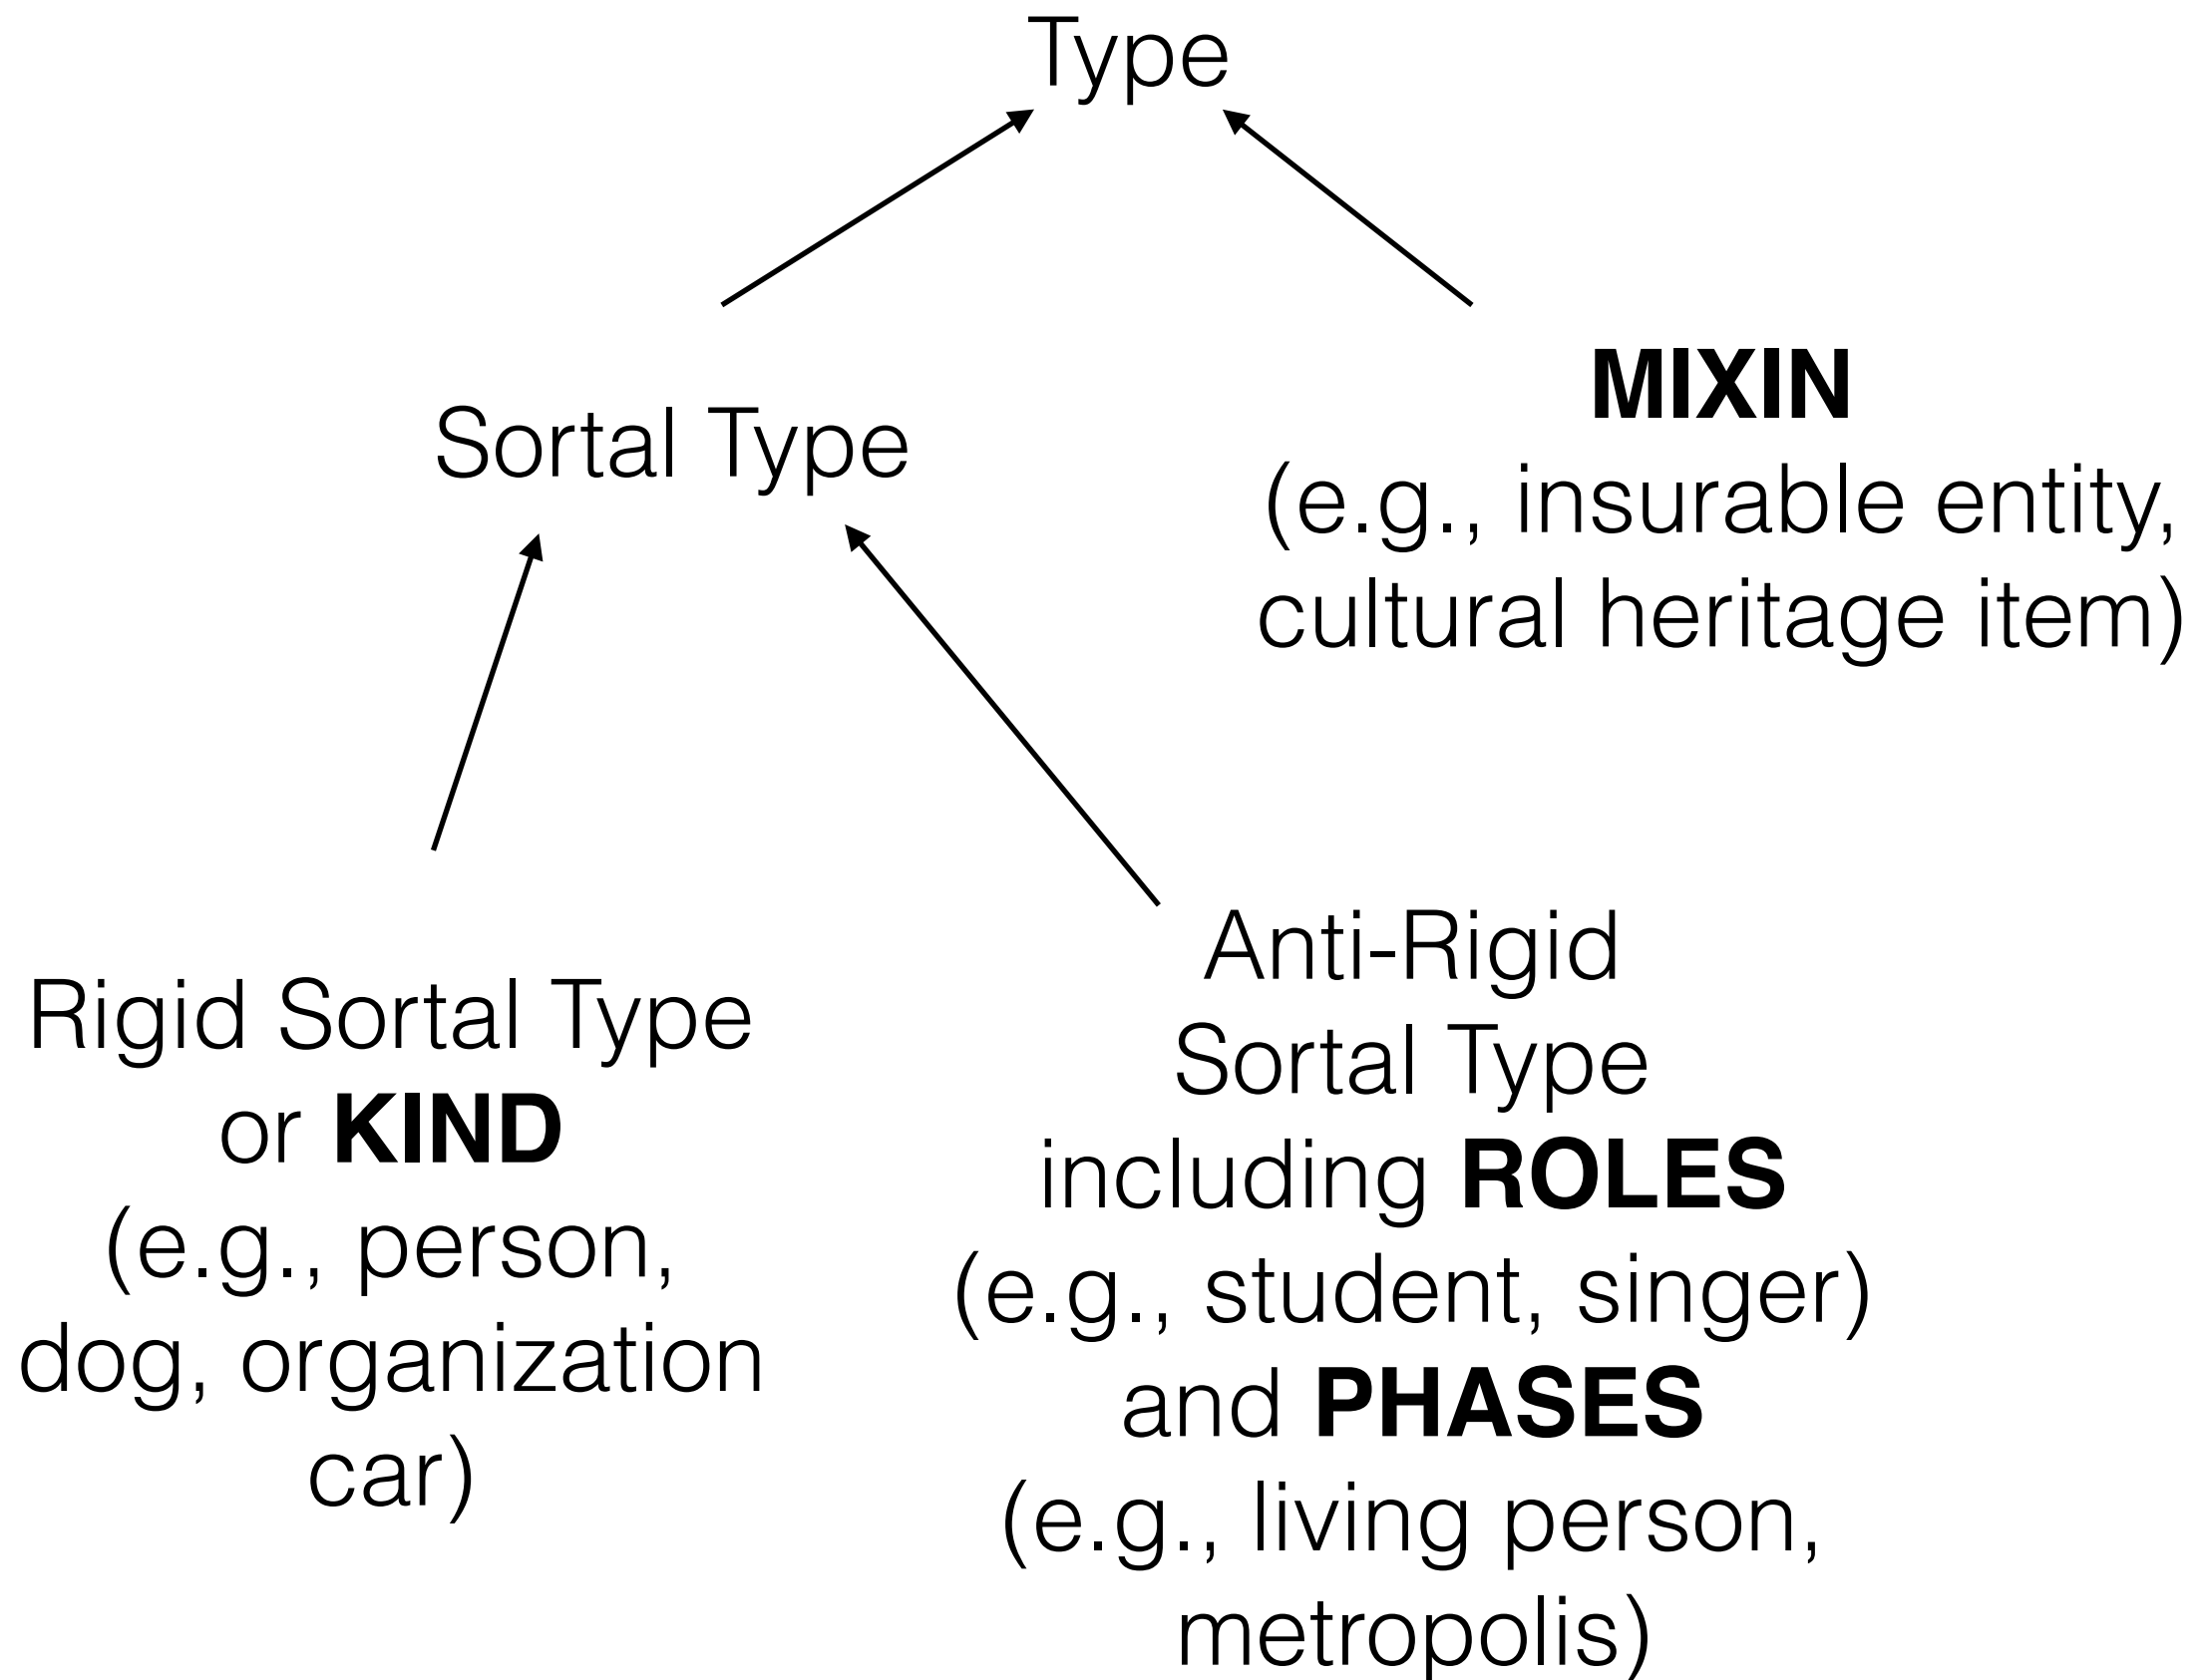 Type
Sortal Type
MIXIN
(e.g., insurable entity,
cultural heritage item)
Rigid Sortal Type
or KIND
(e.g., person,
dog, organization
car)
Anti-Rigid
Sortal Type
including ROLES
(e.g., student, singer)
and PHASES
(e.g., living person,
metropolis)